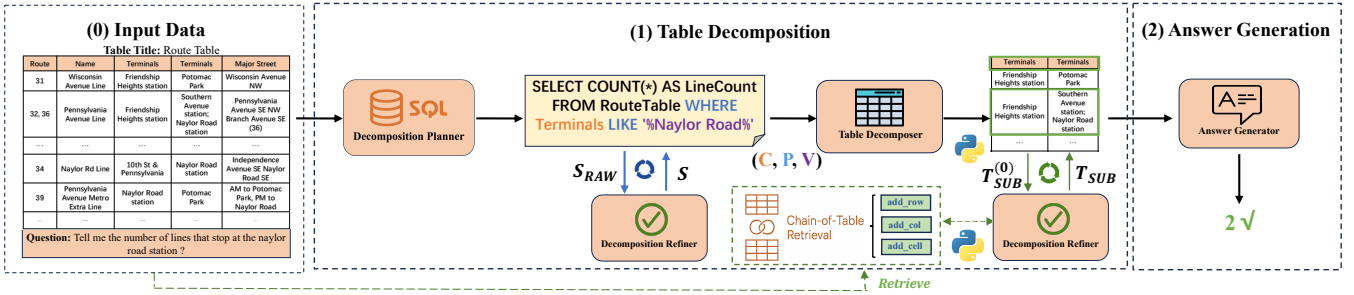 (0) Input Data
Table Title: Route Table
Route Name Terminals Terminals Major Street
31 Wisconsin Avenue Line Friendship Heights station Potomac Park Wisconsin Avenue NW
32, 36 Pennsylvania Avenue Line Friendship Heights station Southern Avenue station; Naylor Road station Pennsylvania Avenue SE NW Branch Avenue SE (36)
... ... ... ... ...
34 Naylor Rd Line 10th St & Pennsylvania Naylor Road station Independence Avenue SE Naylor Road SE
39 Pennsylvania Avenue Metro Extra Line Naylor Road station Potomac Park AM to Potomac Park, PM to Naylor Road
... ... ... ... ...
Question: Tell me the number of lines that stop at the naylor
road station ?
(1) Table Decomposition
SQL
Decomposition Planner
SELECT COUNT(*) AS LineCount
FROM RouteTable WHERE
Terminals LIKE '%Naylor Road%'
S_RAW
S
Decomposition Refiner
(C, P, V)
Table Decomposer
Terminals Terminals
Friendship Heights station Potomac Park
Friendship Heights station Southern Avenue station; Naylor Road station
... ...
T_SUB^(0)
T_SUB
Chain-of-Table
Retrieval
add_row
add_col
add_cell
Decomposition Refiner
Retrieve
(2) Answer Generation
A
Answer Generator
2 √